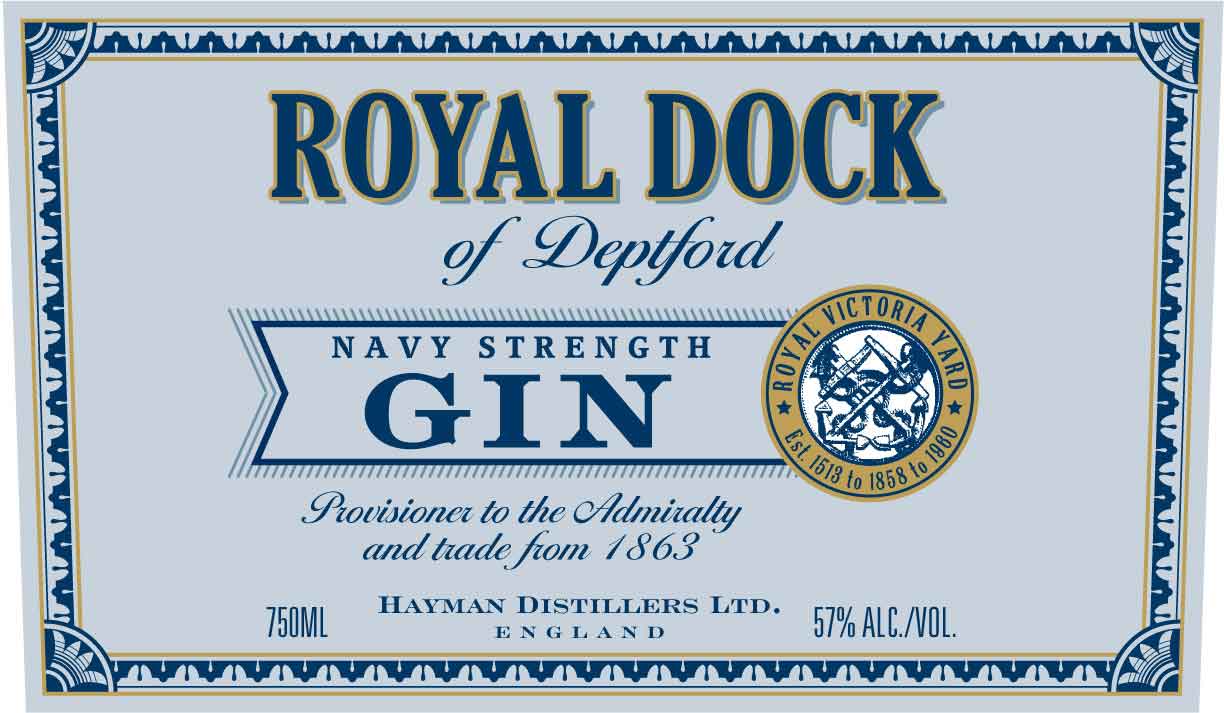 ROYAL DOCK
of Deptford
NAVY STRENGTH
GIN
ROYAL VICTORIA YARD
Est. 1513 to 1858 to 1960
Provisioner to the Admiralty
and trade from 1863
750ML
HAYMAN DISTILLERS LTD.
ENGLAND
57% ALC./VOL.